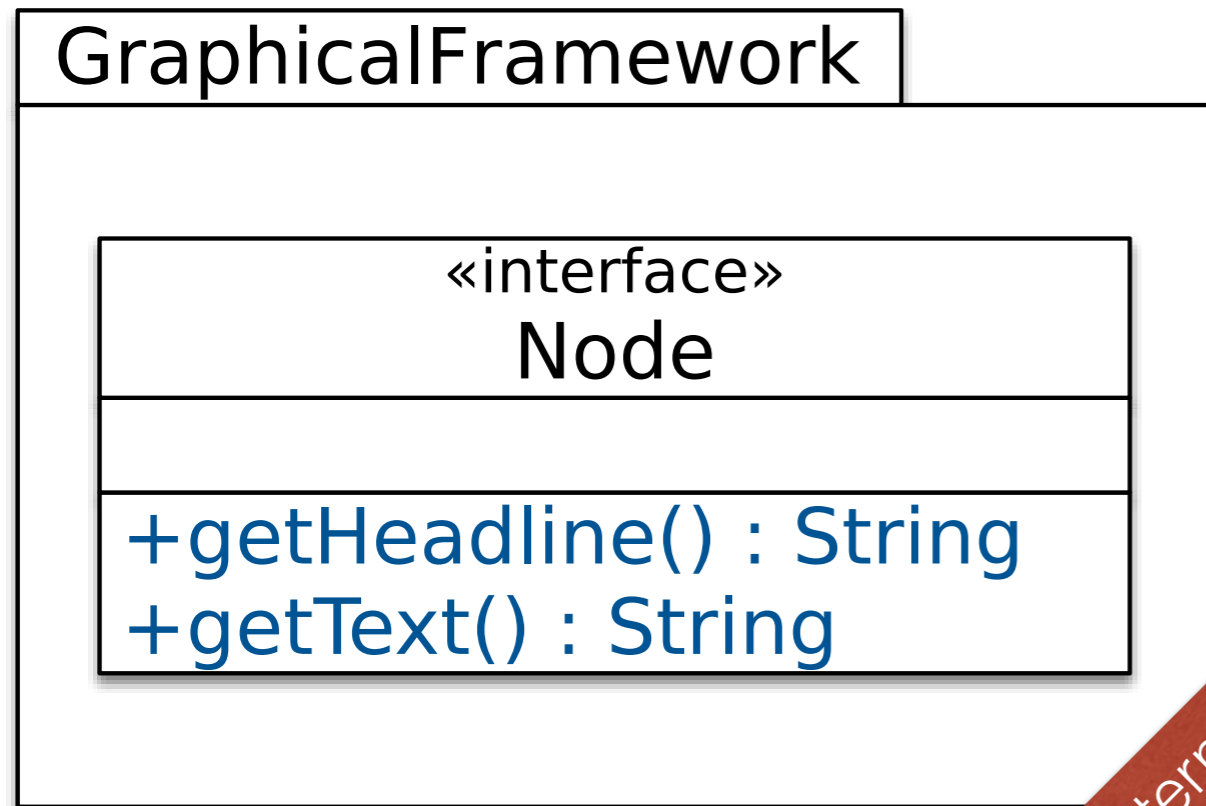 GraphicalFramework
«interface»
Node
+getHeadline() : String
+getText() : String